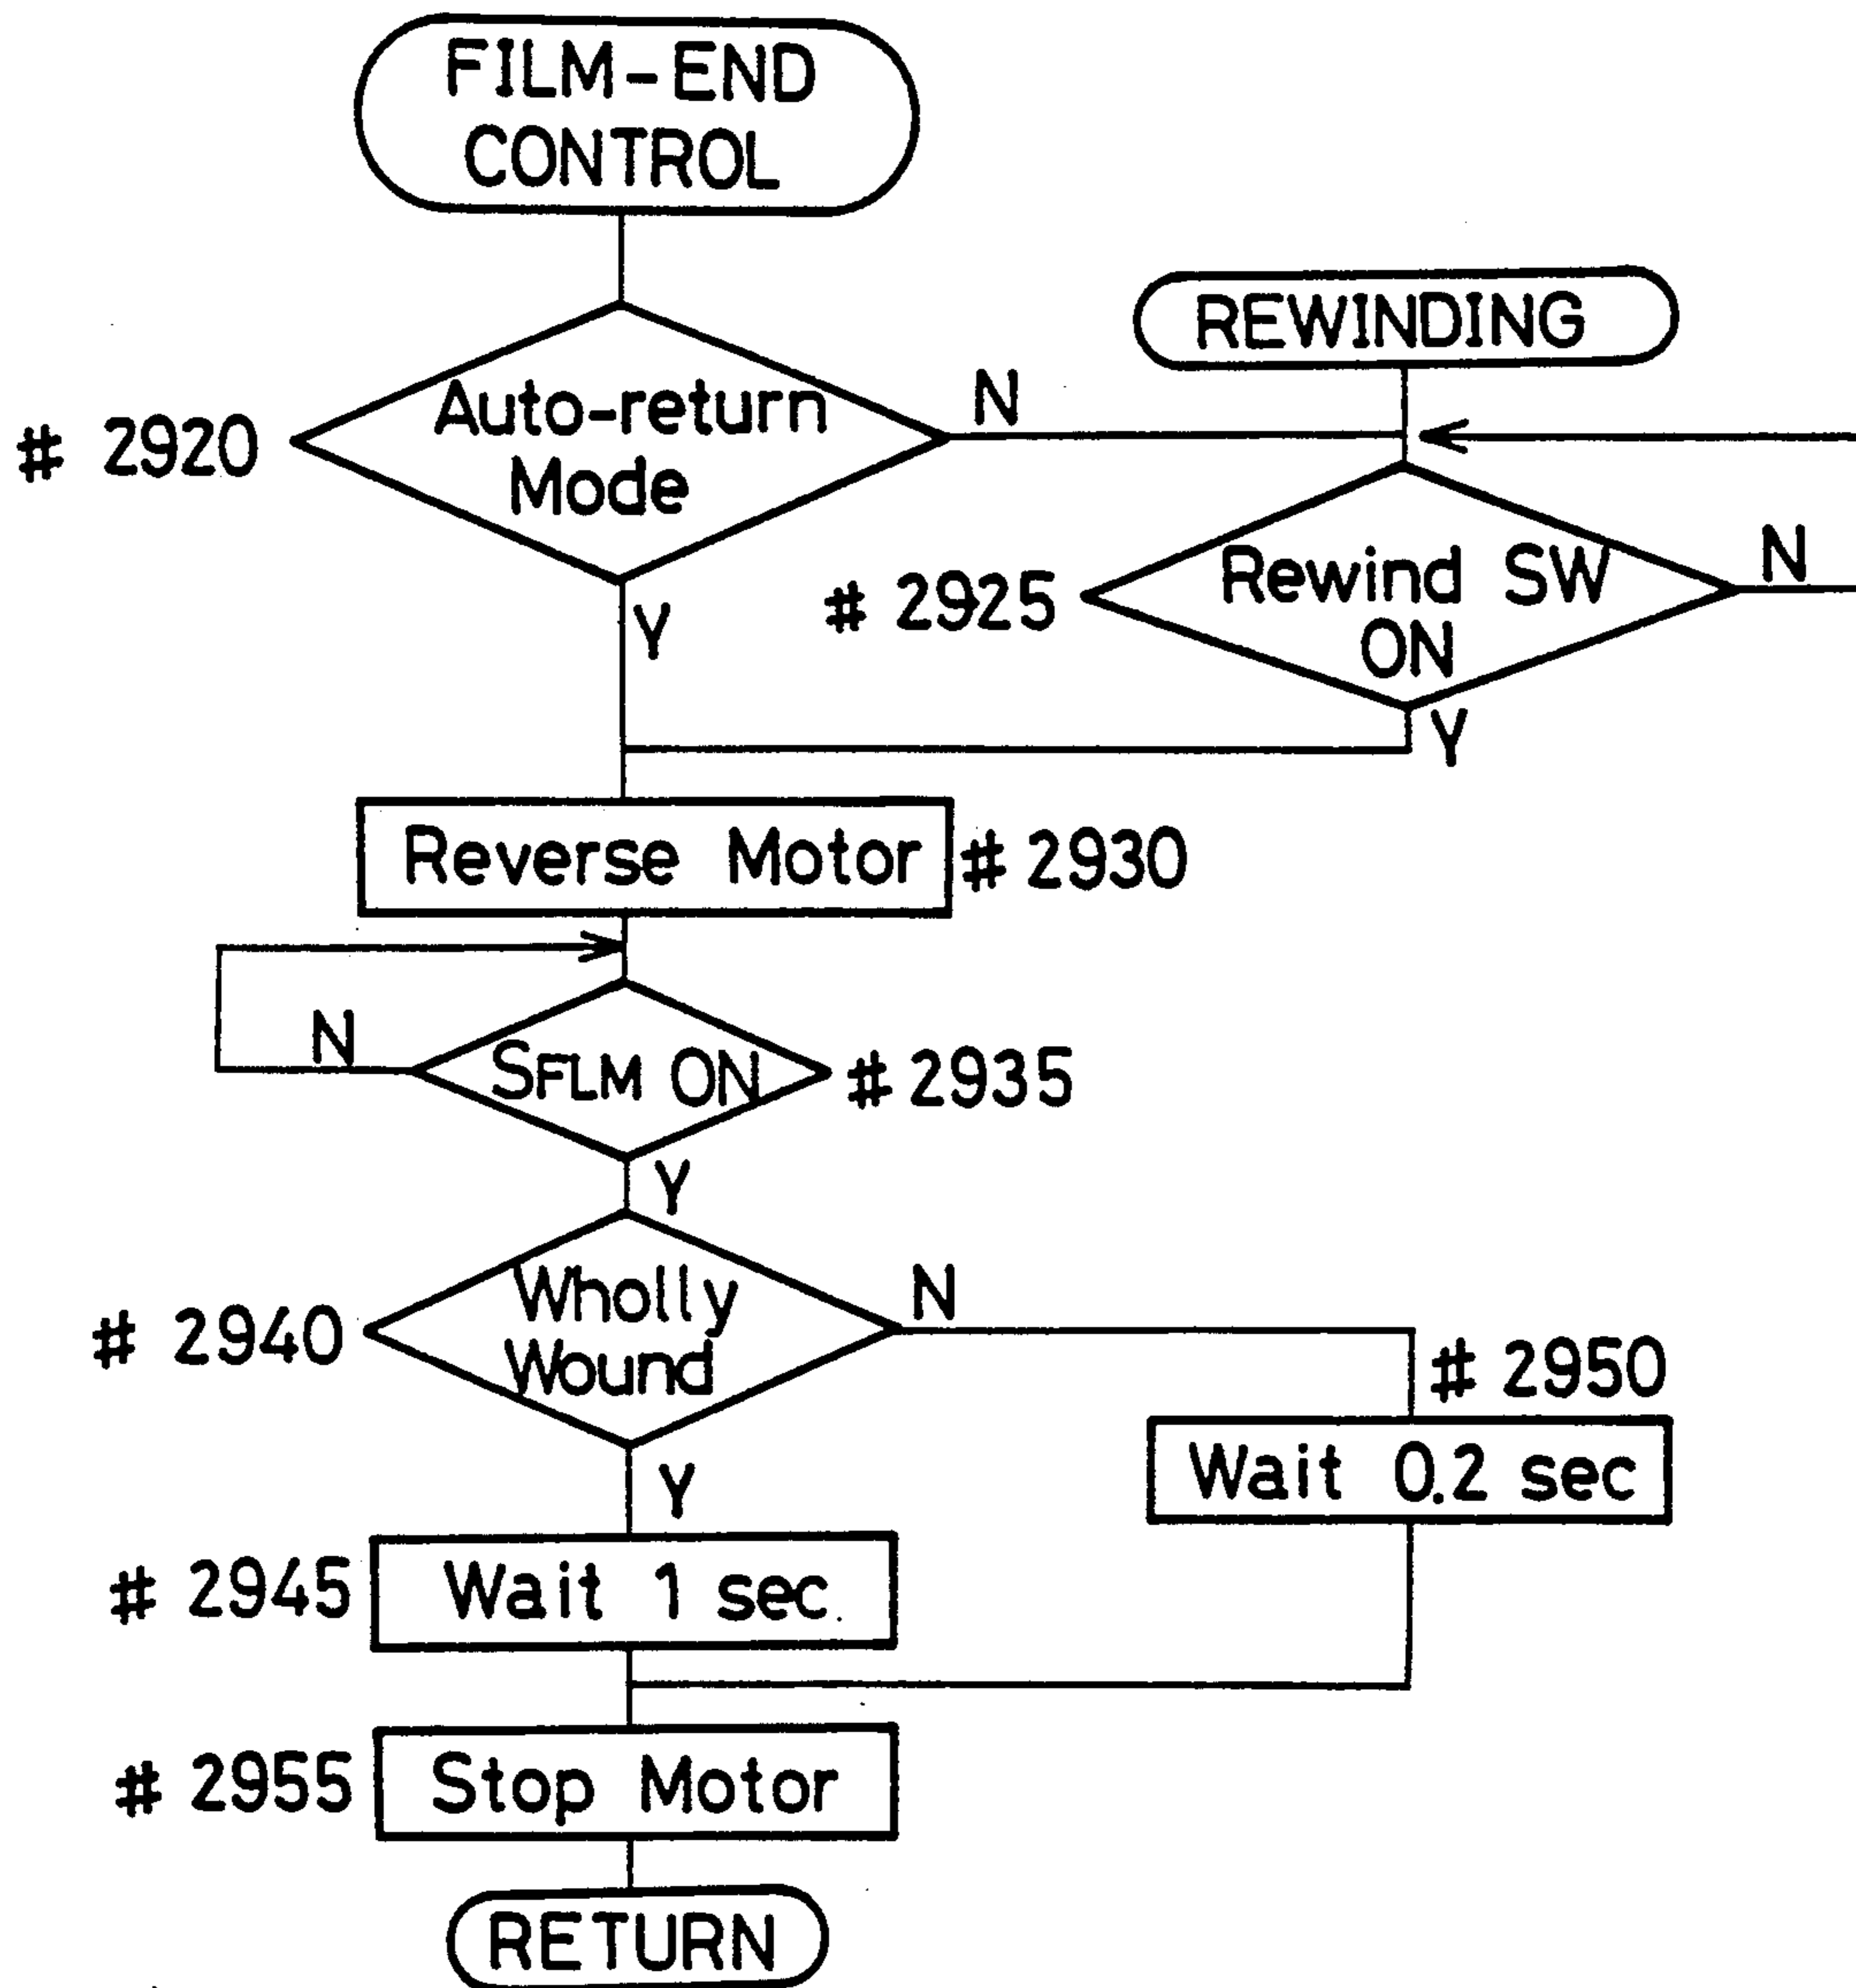 FILM-END
CONTROL
REWINDING
# 2920
Auto-return
Mode
N
Y
# 2925
Rewind SW
ON
N
Y
Reverse Motor
# 2930
N
SFLM ON
# 2935
Y
# 2940
Wholly
Wound
N
Y
# 2950
Wait 0.2 sec
# 2945
Wait 1 sec.
# 2955
Stop Motor
RETURN